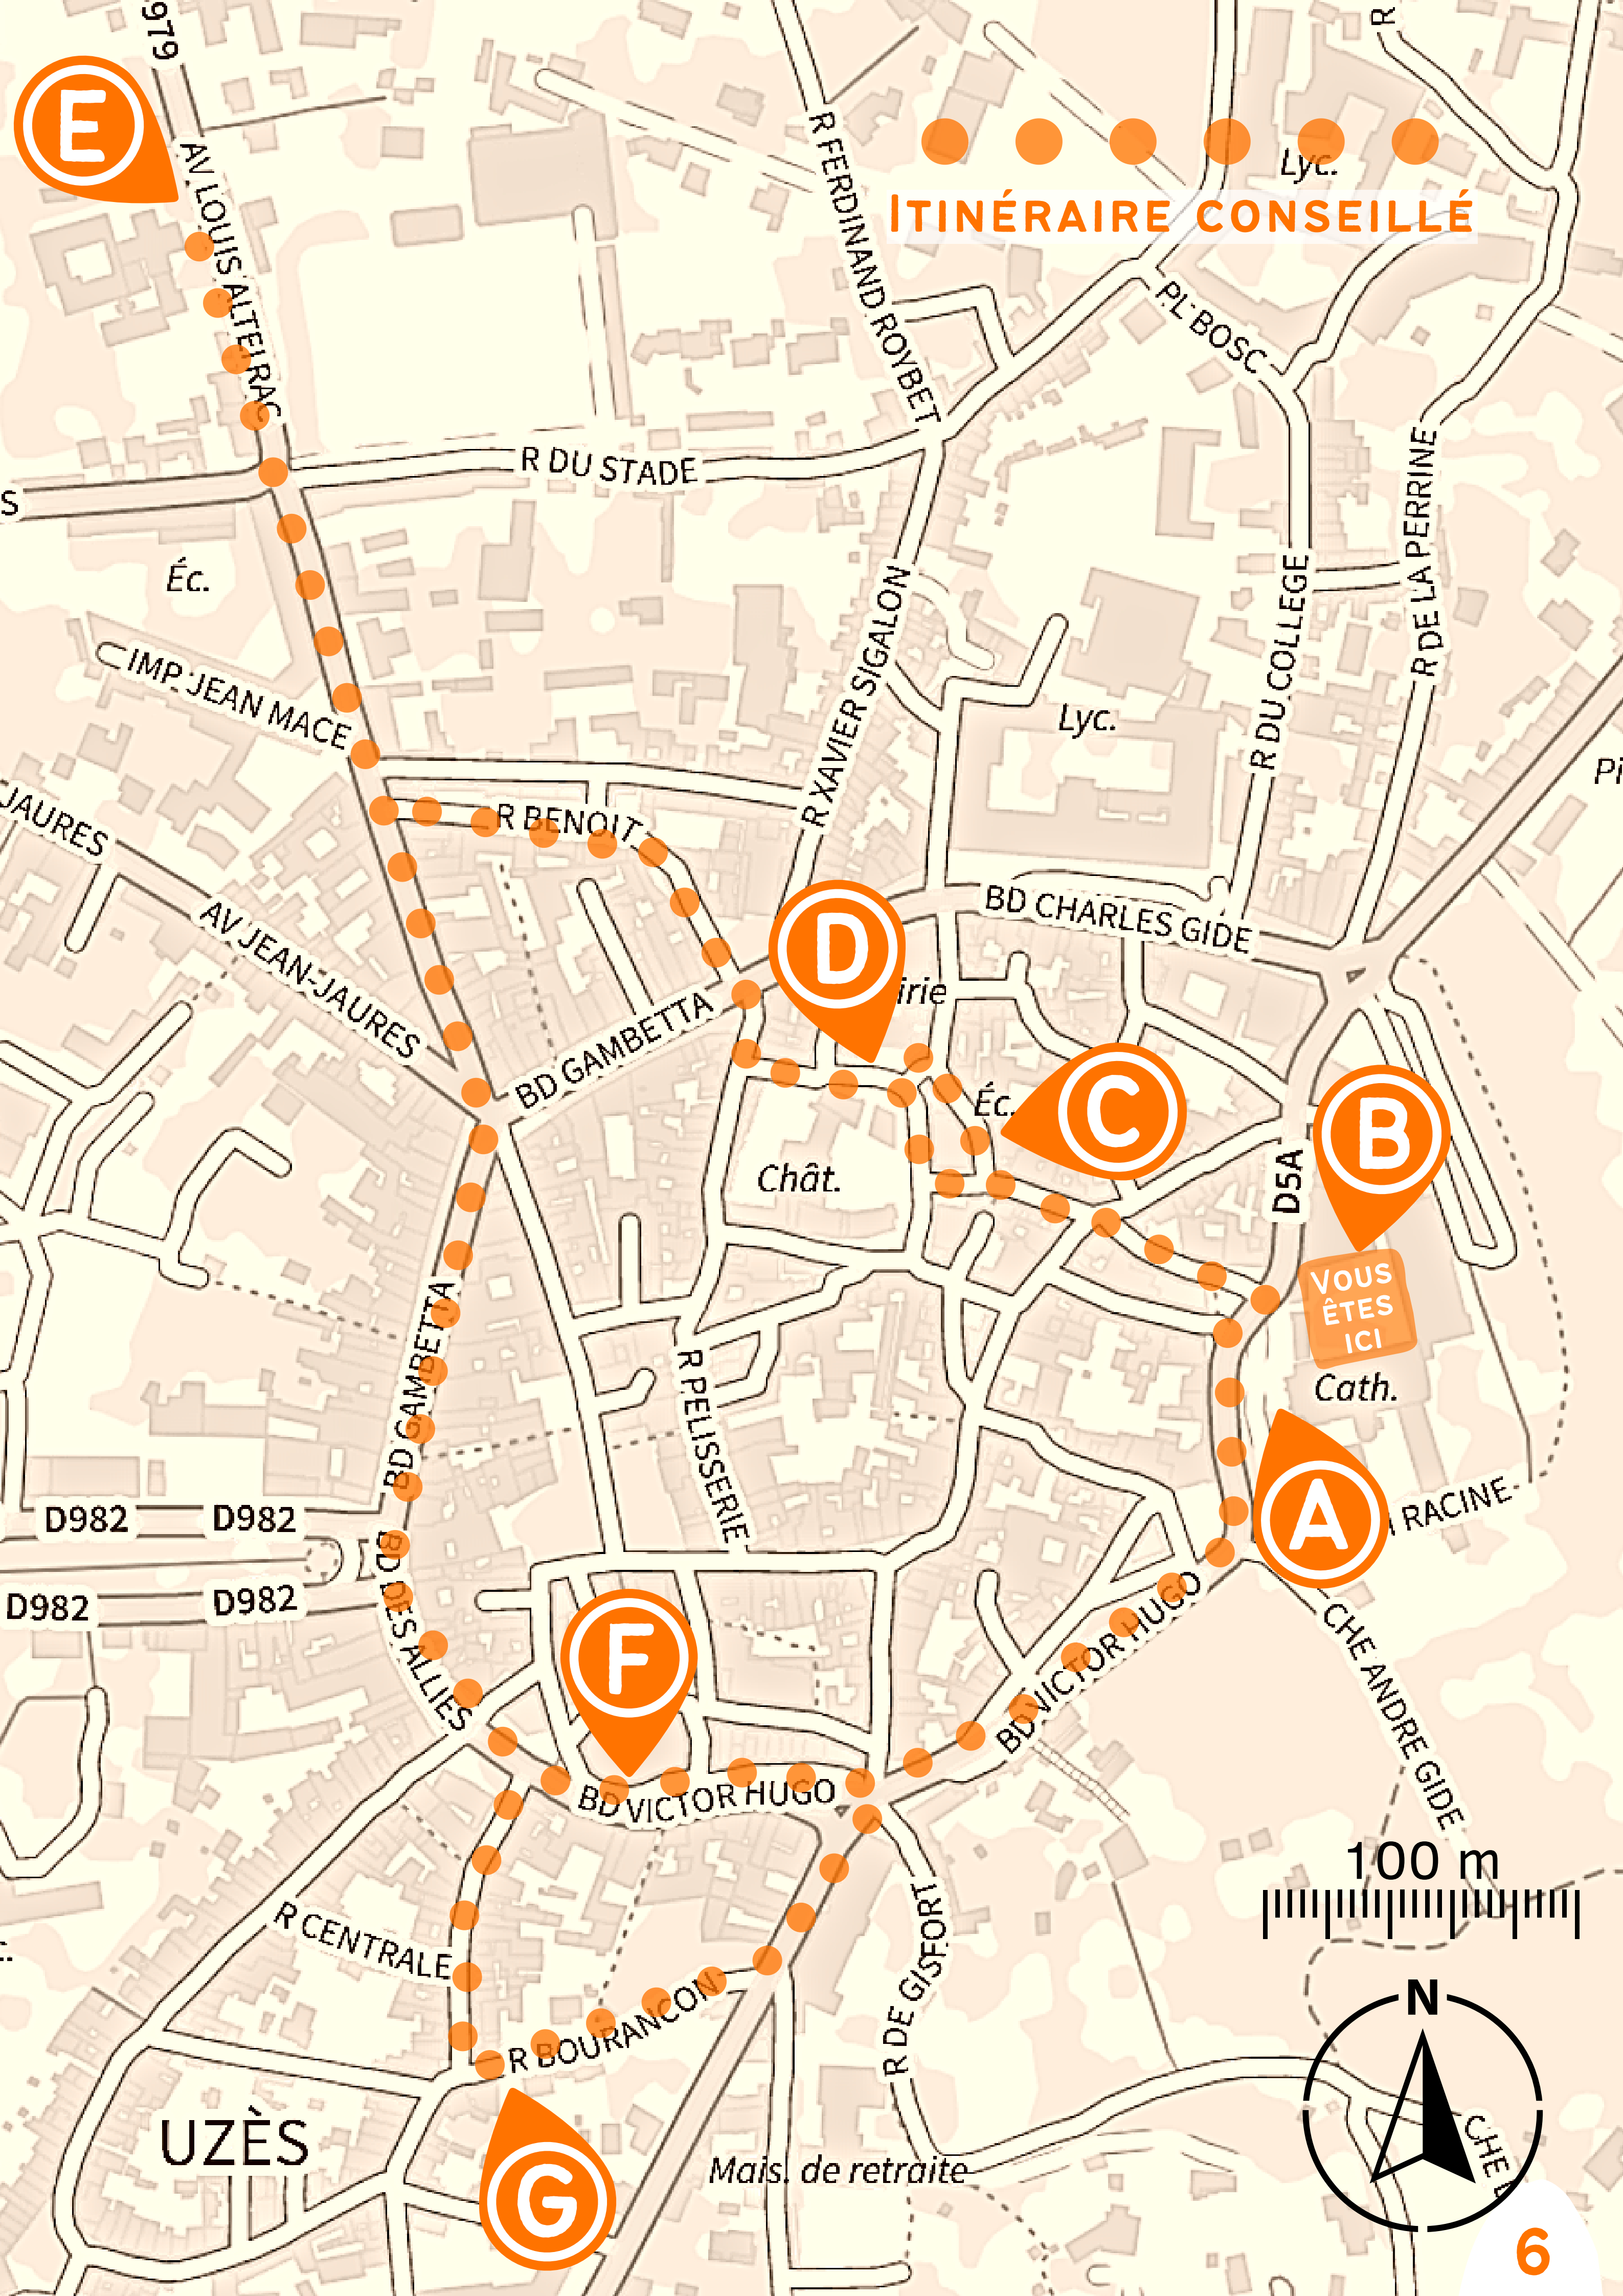 979
E
AV LOUIS ALTEIRAC
R FERDINAND ROYBET
R
Lyc.
ITINÉRAIRE CONSEILLÉ
PL BOSC
R DU STADE
S
Éc.
IMP JEAN MACE
R XAVIER SIGALON
Lyc.
R DU COLLEGE
R DE LA PERRINE
Pi
JAURES
R BENOIT
AV JEAN-JAURES
BD CHARLES GIDE
D
irie
BD GAMBETTA
Éc.
C
B
Chât.
D5A
VOUS
ÊTES
ICI
Cath.
BD GAMBETTA
R PELISSERIE
A
RACINE
D982
D982
D982
D982
BD DES ALLIES
F
BD VICTOR HUGO
BD VICTOR HUGO
CHE ANDRE GIDE
100 m
R CENTRALE
R DE GISFORT
R BOURANCON
N
UZÈS
G
Mais. de retraite
CHE
6